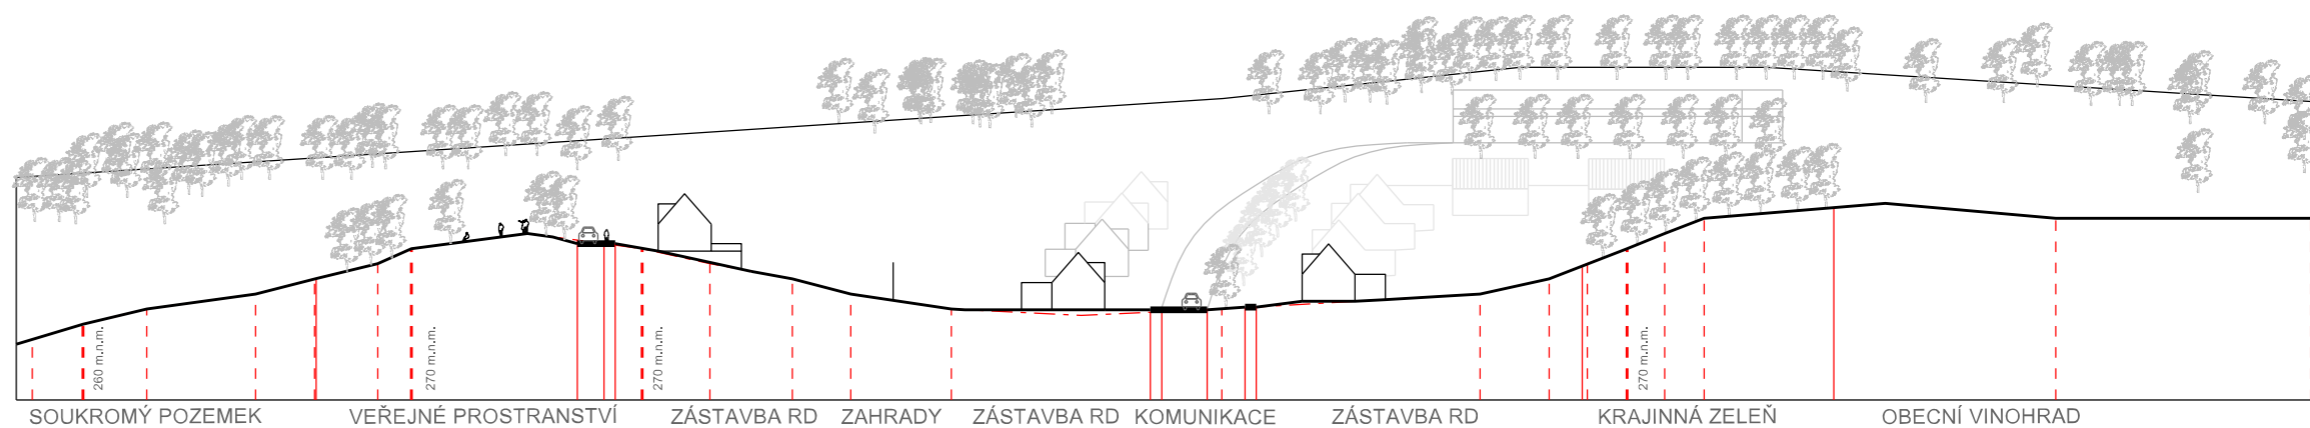 260 m.n.m.
270 m.n.m.
270 m.n.m.
270 m.n.m.
SOUKROMÝ POZEMEK
VEŘEJNÉ PROSTRANSTVÍ
ZÁSTAVBA RD
ZAHRADY
ZÁSTAVBA RD
KOMUNIKACE
ZÁSTAVBA RD
KRAJINNÁ ZELEŇ
OBECNÍ VINOHRAD